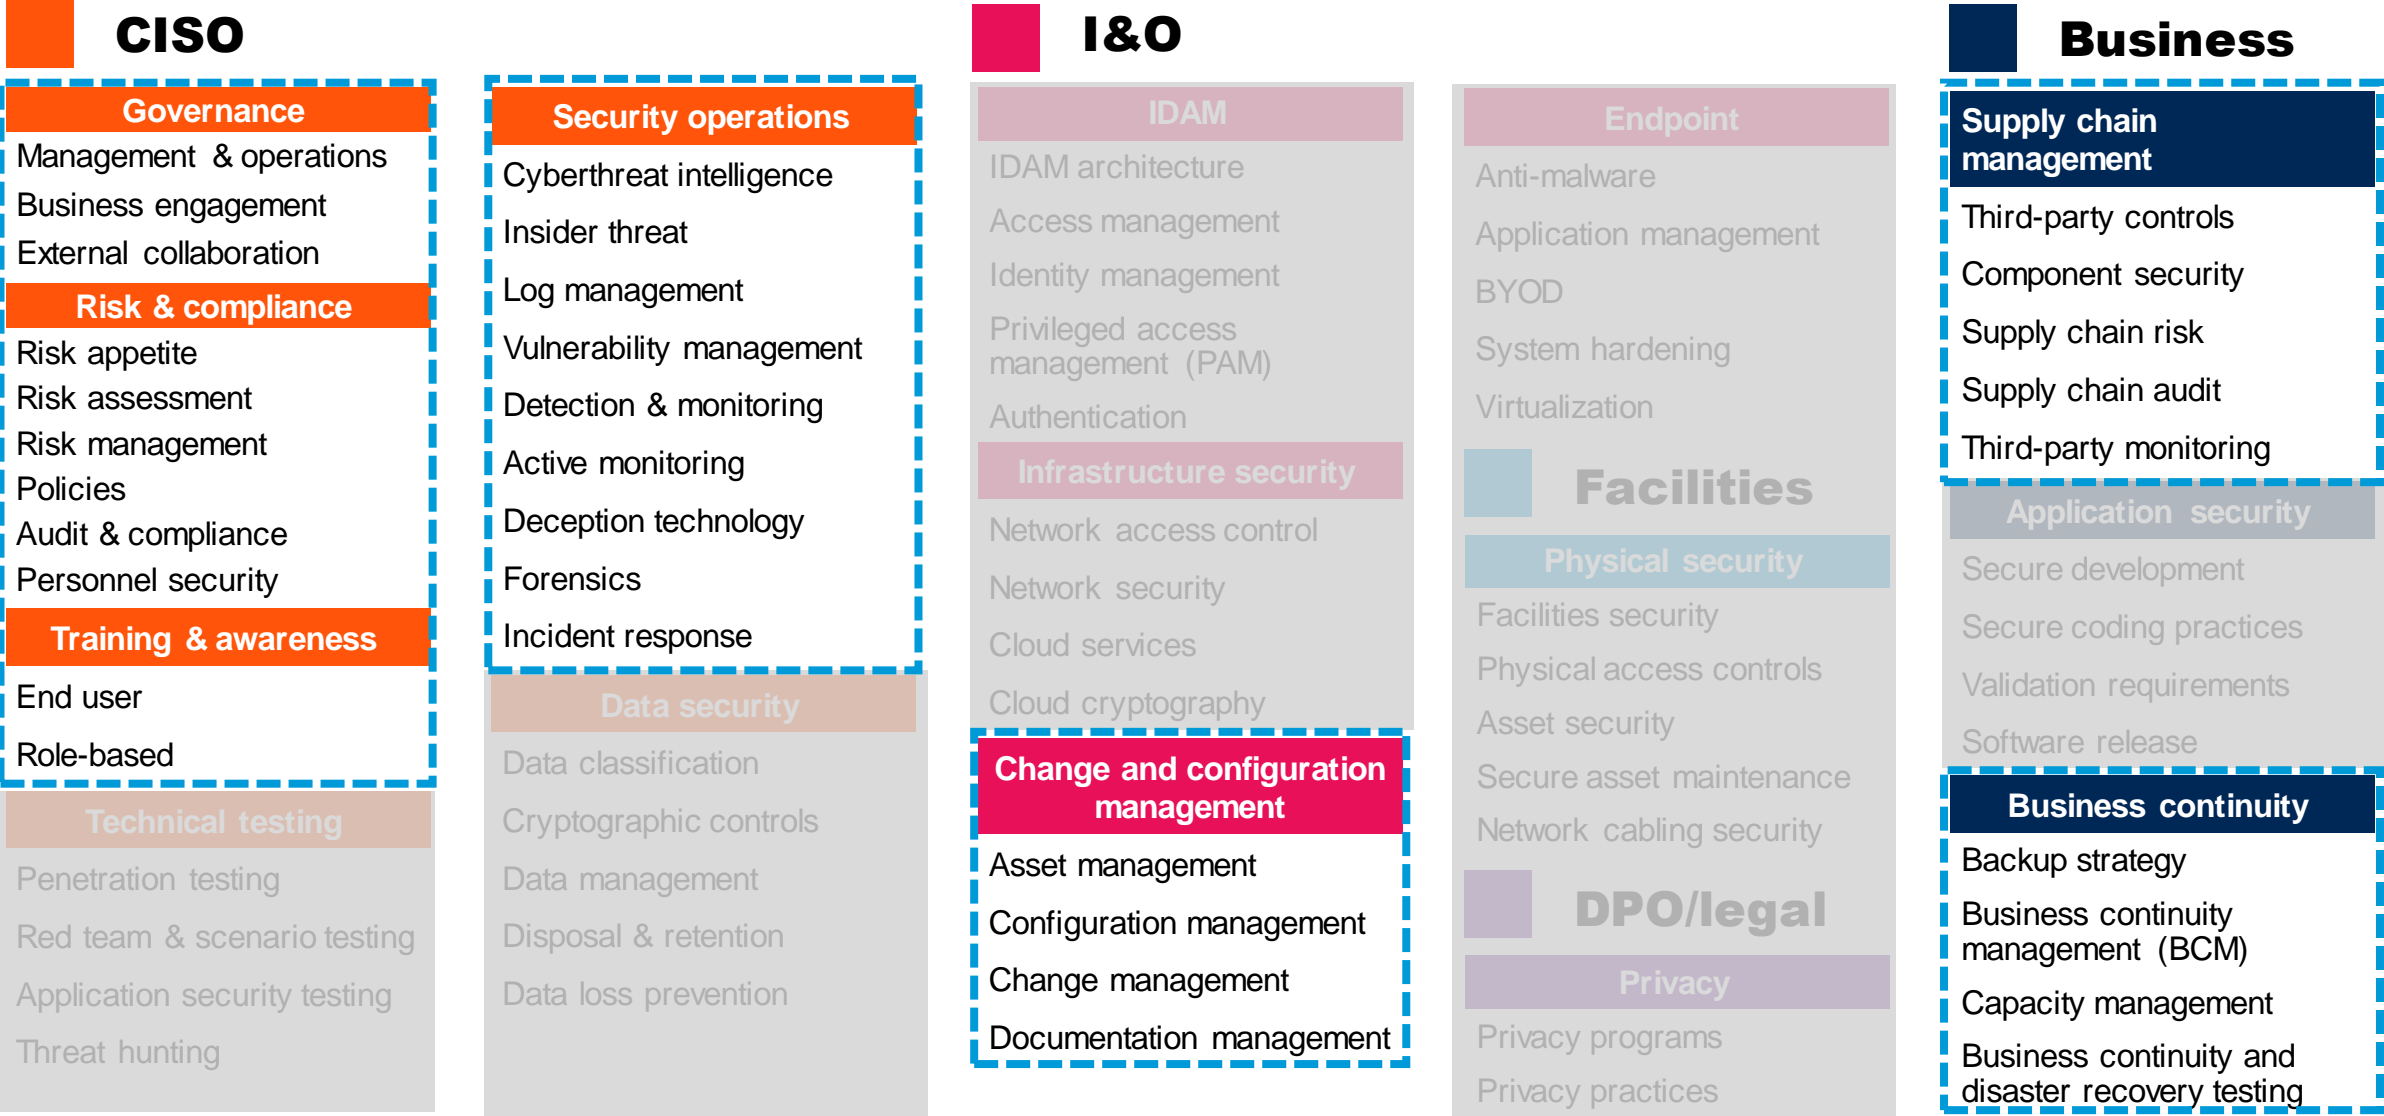 CISO
Governance
Management & operations
Business engagement
External collaboration
Risk & compliance
Risk appetite
Risk assessment
Risk management
Policies
Audit & compliance
Personnel security
Training & awareness
End user
Role-based
Technical testing
Penetration testing
Red team & scenario testing
Application security testing
Threat hunting
Security operations
Cyberthreat intelligence
Insider threat
Log management
Vulnerability management
Detection & monitoring
Active monitoring
Deception technology
Forensics
Incident response
Data security
Data classification
Cryptographic controls
Data management
Disposal & retention
Data loss prevention
I&O
IDAM
IDAM architecture
Access management
Identity management
Privileged access
management (PAM)
Authentication
Infrastructure security
Network access control
Network security
Cloud services
Cloud cryptography
Change and configuration
management
Asset management
Configuration management
Change management
Documentation management
Endpoint
Anti-malware
Application management
BYOD
System hardening
Virtualization
Facilities
Physical security
Facilities security
Physical access controls
Asset security
Secure asset maintenance
Network cabling security
DPO/legal
Privacy
Privacy programs
Privacy practices
Business
Supply chain
management
Third-party controls
Component security
Supply chain risk
Supply chain audit
Third-party monitoring
Application security
Secure development
Secure coding practices
Validation requirements
Software release
Business continuity
Backup strategy
Business continuity
management (BCM)
Capacity management
Business continuity and
disaster recovery testing